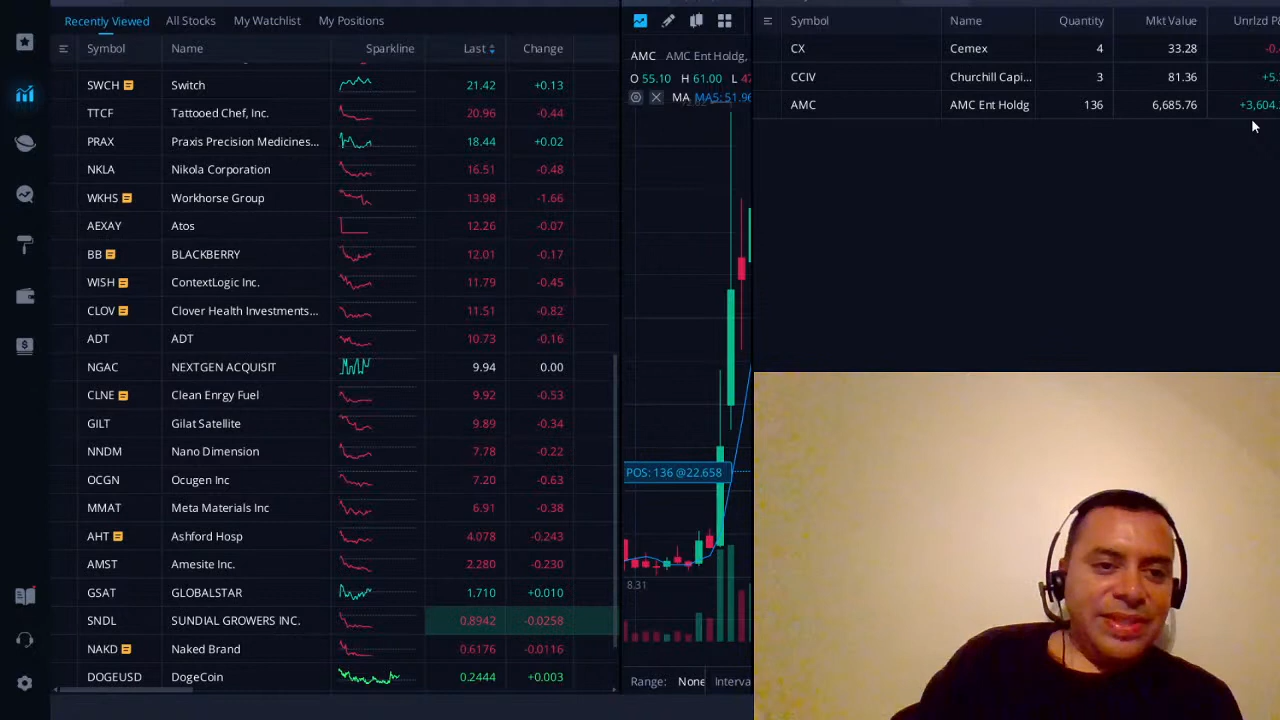 Recently Viewed All Stocks My Watchlist My Positions
Symbol Name Sparkline Last Change
SWCH Switch 21.42 +0.13
TTCF Tattooed Chef, Inc. 20.96 -0.44
PRAX Praxis Precision Medicines... 18.44 +0.02
NKLA Nikola Corporation 16.51 -0.48
WKHS Workhorse Group 13.98 -1.66
AEXAY Atos 12.26 -0.07
BB BLACKBERRY 12.01 -0.17
WISH ContextLogic Inc. 11.79 -0.45
CLOV Clover Health Investments... 11.51 -0.82
ADT ADT 10.73 -0.16
NGAC NEXTGEN ACQUISIT 9.94 0.00
CLNE Clean Enrgy Fuel 9.92 -0.53
GILT Gilat Satellite 9.89 -0.34
NNDM Nano Dimension 7.78 -0.22
OCGN Ocugen Inc 7.20 -0.63
MMAT Meta Materials Inc 6.91 -0.38
AHT Ashford Hosp 4.078 -0.243
AMST Amesite Inc. 2.280 -0.230
GSAT GLOBALSTAR 1.710 +0.010
SNDL SUNDIAL GROWERS INC. 0.8942 -0.0258
NAKD Naked Brand 0.6176 -0.0116
DOGEUSD DogeCoin 0.2444 +0.003
AMC AMC Ent Holdg,
O 55.10 H 61.00 L 47
MA MA5: 51.96
POS: 136 @22.658
8.31
Range: None Interva
Symbol Name Quantity Mkt Value Unrlzd Pa
CX Cemex 4 33.28 -0.
CCIV Churchill Capi... 3 81.36 +5.
AMC AMC Ent Holdg 136 6,685.76 +3,604.